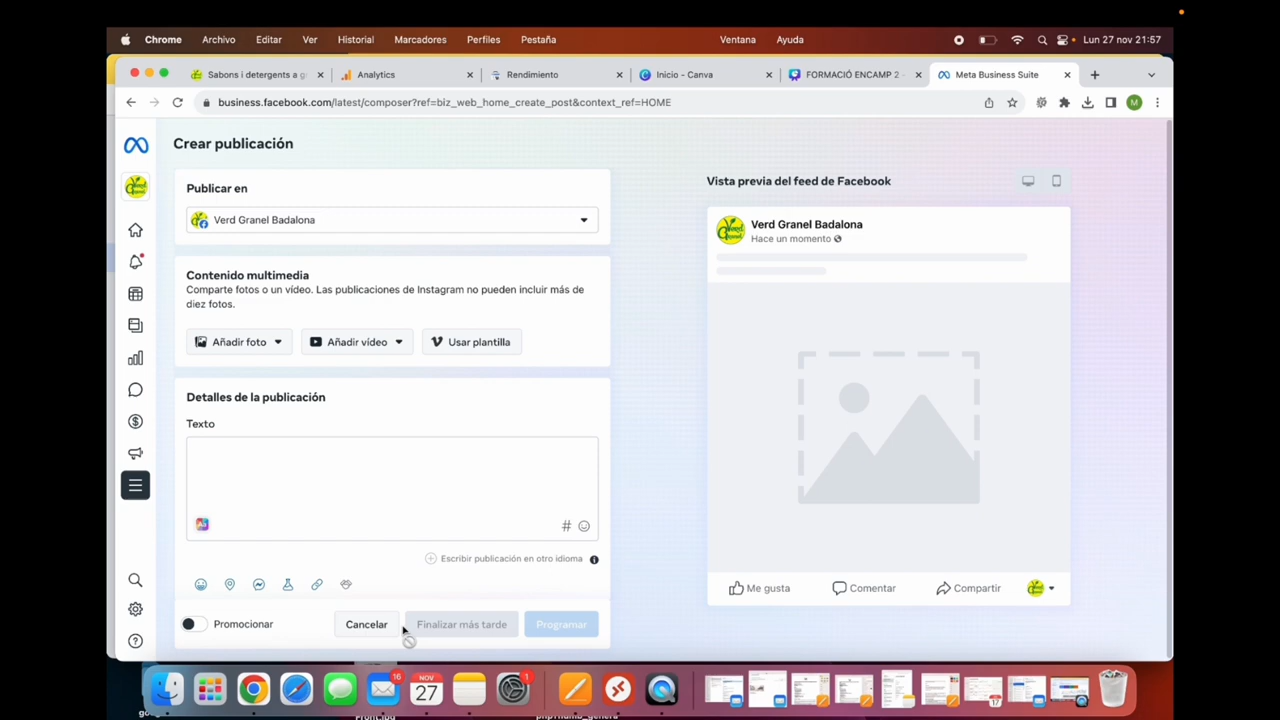 Chrome Archivo Editar Ver Historial Marcadores Perfiles Pestaña Ventana Ayuda Lun 27 nov 21:57
Sabons i detergents a g Analytics Rendimiento Inicio - Canva FORMACIÓ ENCAMP 2 - Meta Business Suite
business.facebook.com/latest/composer?ref=biz_web_home_create_post&context_ref=HOME M
Crear publicación
Publicar en
Verd Granel Badalona
Contenido multimedia
Comparte fotos o un vídeo. Las publicaciones de Instagram no pueden incluir más de
diez fotos.
Añadir foto Añadir vídeo Usar plantilla
Detalles de la publicación
Texto
#
Escribir publicación en otro idioma
Promocionar Cancelar Finalizar más tarde Programar
Vista previa del feed de Facebook
Verd Granel Badalona
Hace un momento
Me gusta Comentar Compartir
16 NOV 27 1
17